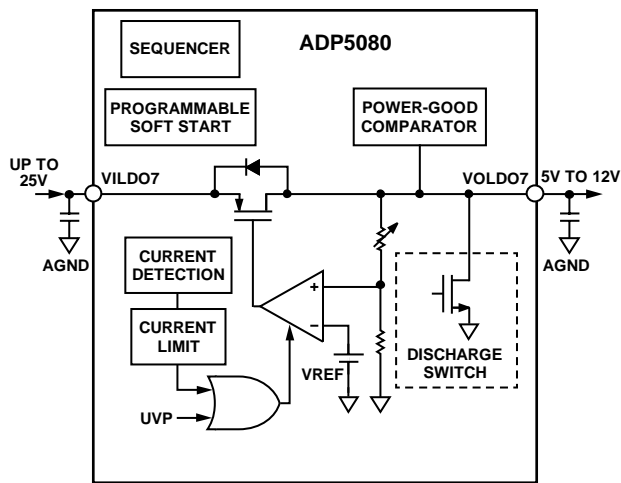 SEQUENCER
ADP5080
PROGRAMMABLE
SOFT START
POWER-GOOD
COMPARATOR
UP TO
25V
VILDO7
VOLDO7
5V TO 12V
AGND
AGND
CURRENT
DETECTION
+
CURRENT
LIMIT
−
VREF
DISCHARGE
SWITCH
UVP